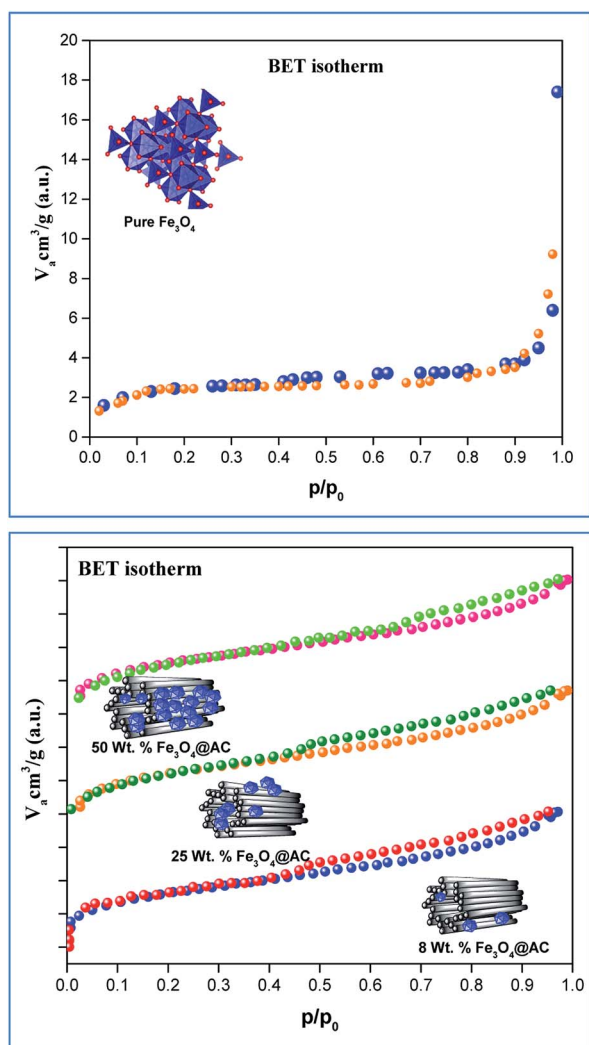 BET isotherm
20
18
16
14
12
10
8
6
4
2
0
Vₐcm³/g (a.u.)
Pure Fe₃O₄
0.0 0.1 0.2 0.3 0.4 0.5 0.6 0.7 0.8 0.9 1.0
p/p₀
BET isotherm
Vₐcm³/g (a.u.)
50 Wt. % Fe₃O₄@AC
25 Wt. % Fe₃O₄@AC
8 Wt. % Fe₃O₄@AC
0.0 0.1 0.2 0.3 0.4 0.5 0.6 0.7 0.8 0.9 1.0
p/p₀